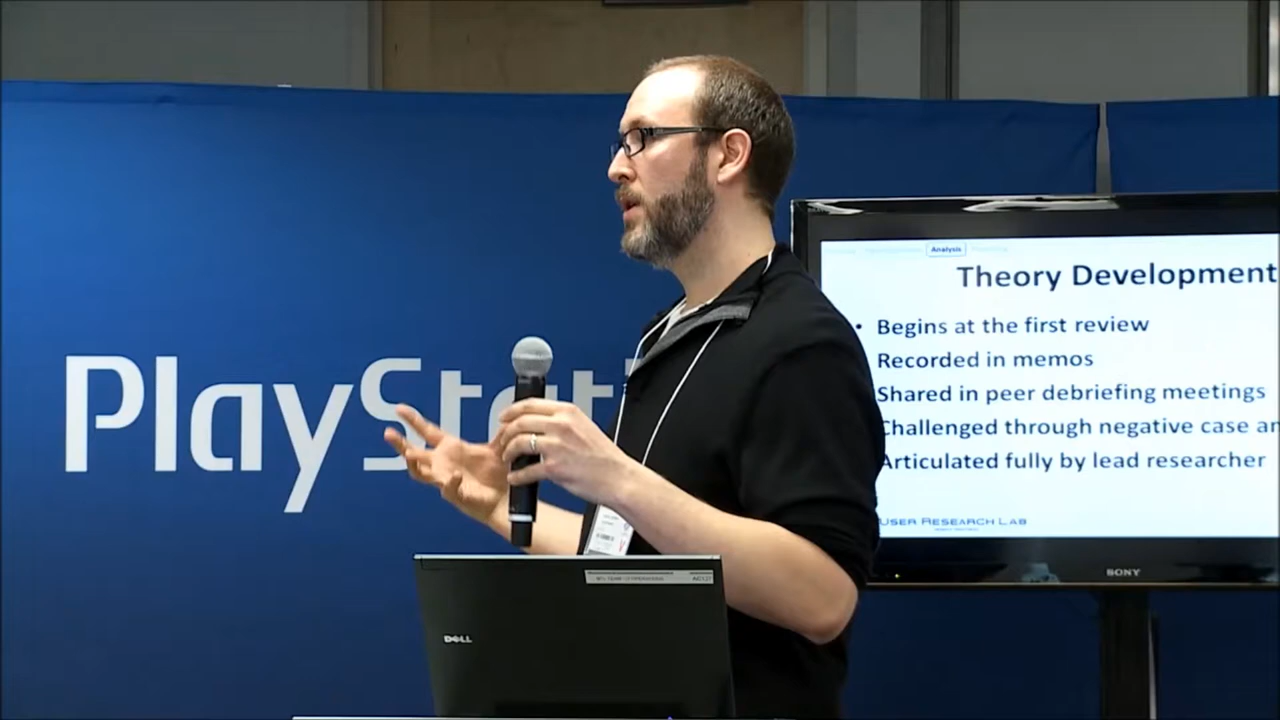 Analysis
Theory Development
• Begins at the first review
Recorded in memos
Shared in peer debriefing meetings
Challenged through negative case an
Articulated fully by lead researcher
USER RESEARCH LAB
SONY
PlayStati
DELL